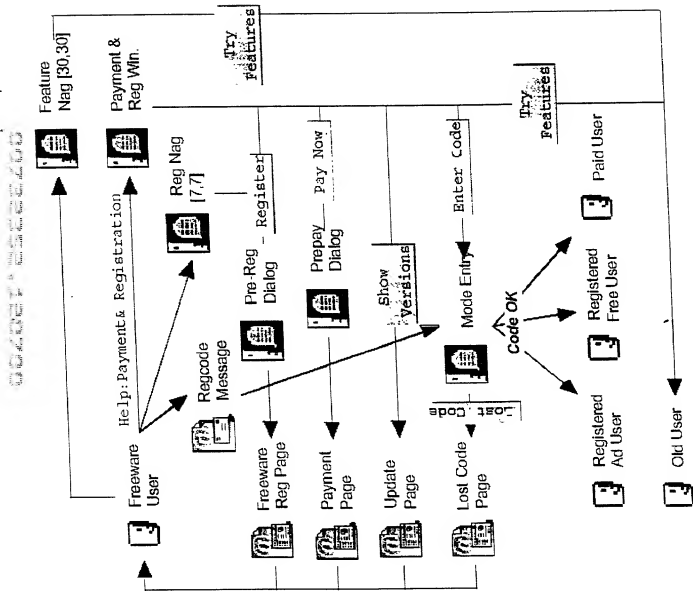 Feature
Nag [30,30]
Payment &
Reg Win.
Try
Features
Help:Payment& Registration
Reg Nag
[7,7]
Freeware
User
Regcode
Message
Pre-Reg
Dialog
Register
Prepay
Dialog
Pay Now
Show
Versions
Mode Entry
Enter Code
Try
Features
Freeware
Reg Page
Payment
Page
Update
Page
Lost Code
Page
Lost Code
Code OK
Registered
Ad User
Registered
Free User
Paid User
Old User